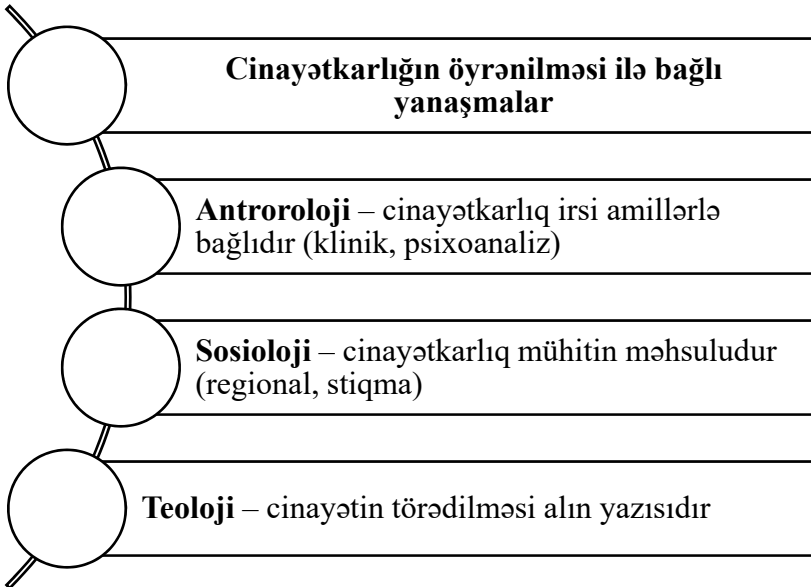 Cinayətkarlığın öyrənilməsi ilə bağlı
yanaşmalar
Antroroloji – cinayətkarlıq irsi amillərlə
bağlıdır (klinik, psixoanaliz)
Sosioloji – cinayətkarlıq mühitin məhsuludur
(regional, stiqma)
Teoloji – cinayətin törədilməsi alın yazısıdır